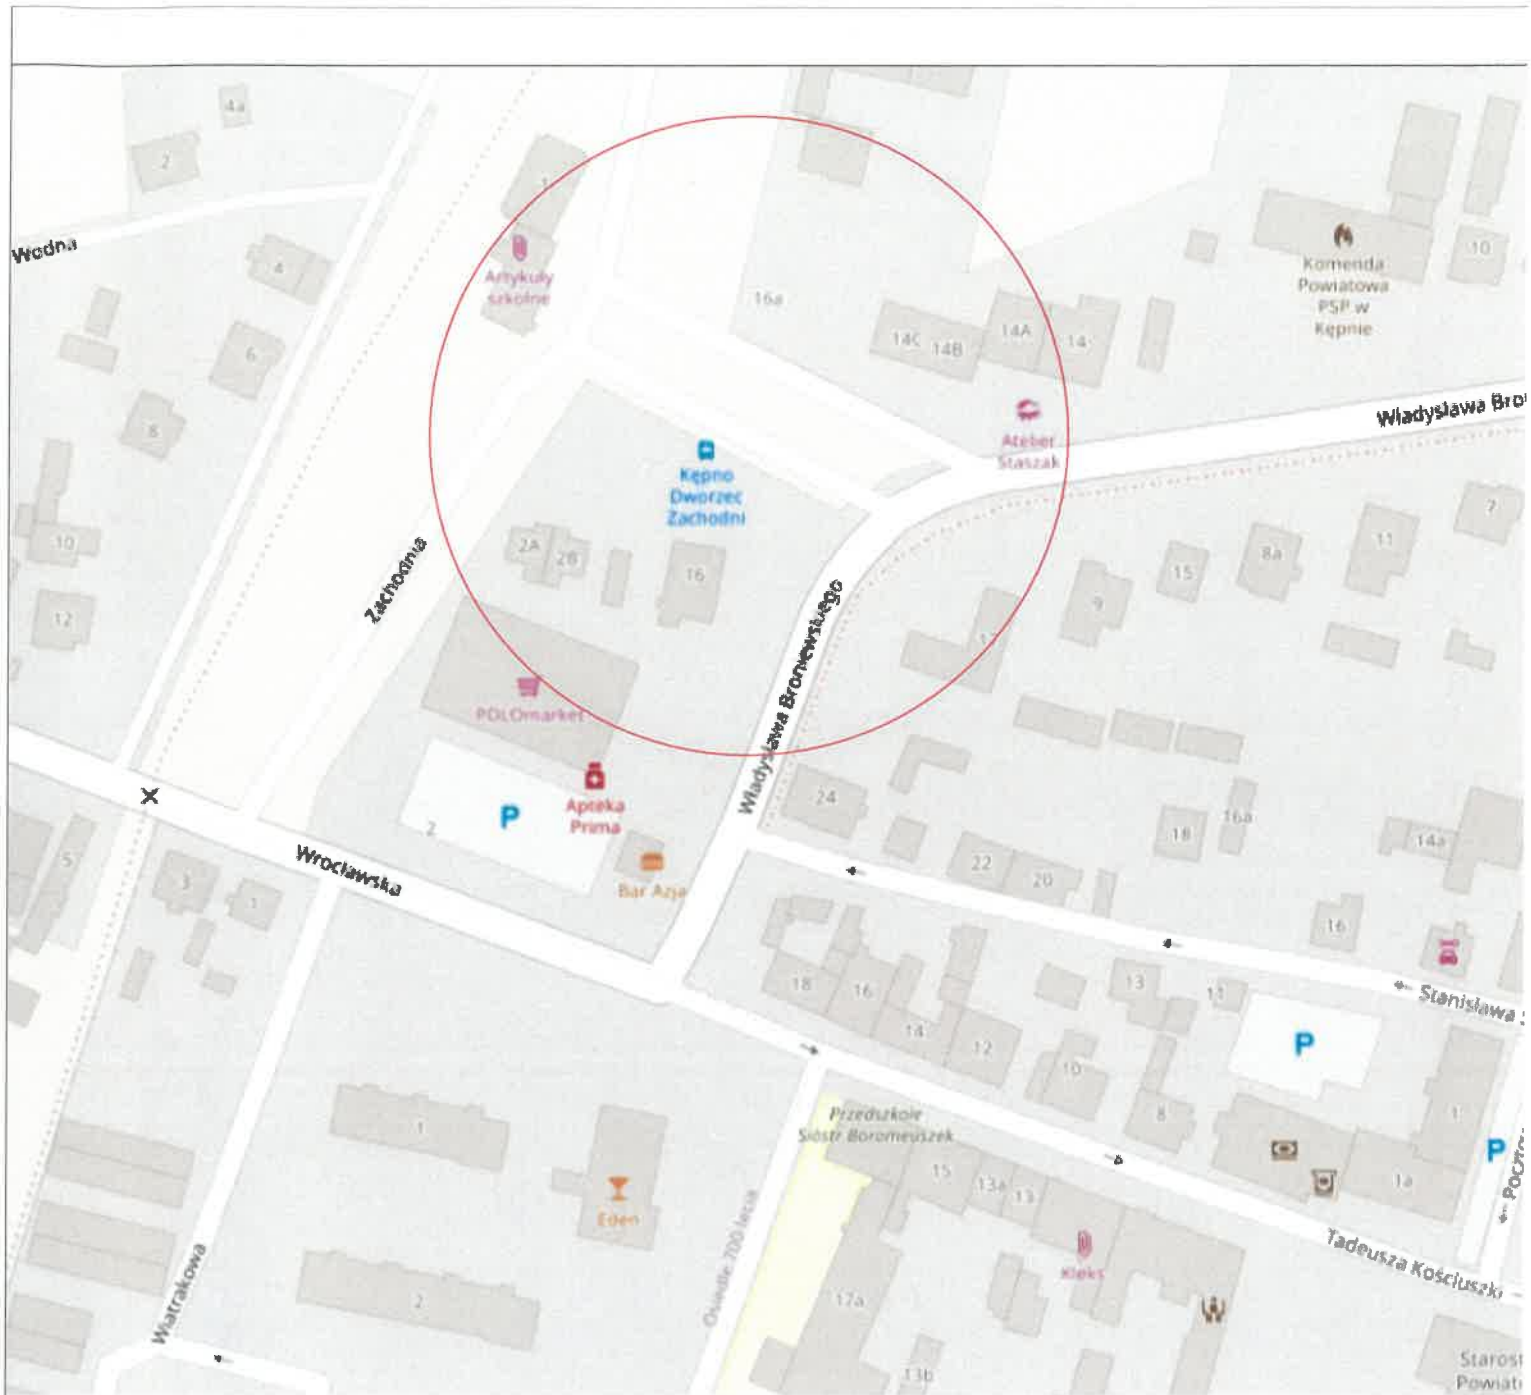 4a
2
1
Wodna
4
Artykuły
szkolne
16a
Komenda
Powiatowa
PSP w
Kępnie
10
14C
14B
14A
14
6
8
Atelier
Staszak
Władysława Bro
Kępno
Dworzec
Zachodni
Zachodnia
2A
2B
16
10
12
7
11
8a
15
9
Władysława Broniewskiego
POLOmarket
Apteka
Prima
P
2
Bar Azja
24
18
16a
14a
22
20
16
Wrocławska
5
3
1
18
16
14
12
13
11
10
8
P
Stanisława
1
Przedszkole
Sióstr Boromeuszek
15
13A
13
1a
P
Eden
Osiedle 700-lecia
Kleks
Tadeusza Kościuszki
2
17a
13b
Wiatrakowa
Starost
Powiat